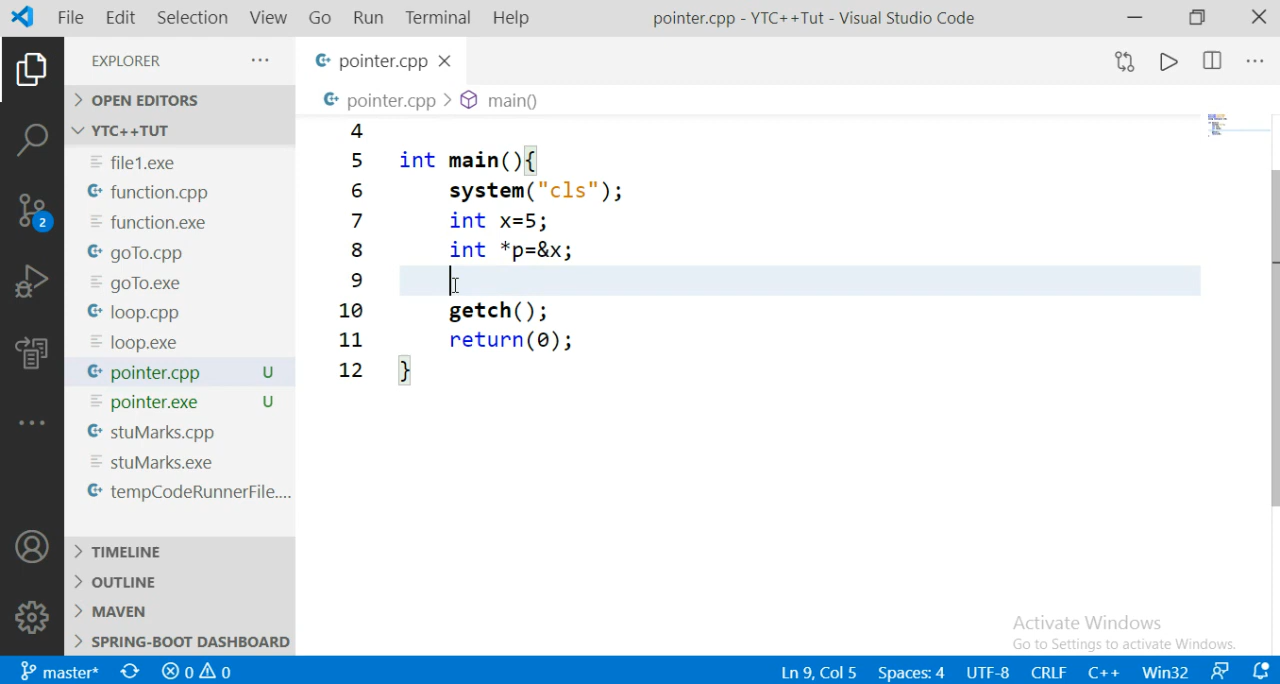 File Edit Selection View Go Run Terminal Help pointer.cpp - YTC++Tut - Visual Studio Code
EXPLORER
OPEN EDITORS
YTC++TUT
file1.exe
function.cpp
function.exe
goTo.cpp
goTo.exe
loop.cpp
loop.exe
pointer.cpp U
pointer.exe U
stuMarks.cpp
stuMarks.exe
tempCodeRunnerFile....
TIMELINE
OUTLINE
MAVEN
SPRING-BOOT DASHBOARD
2
pointer.cpp
pointer.cpp > main()
4
5 int main(){
6 system("cls");
7 int x=5;
8 int *p=&x;
9
10 getch();
11 return(0);
12 }
Activate Windows
Go to Settings to activate Windows.
master* 0 0 Ln 9, Col 5 Spaces: 4 UTF-8 CRLF C++ Win32